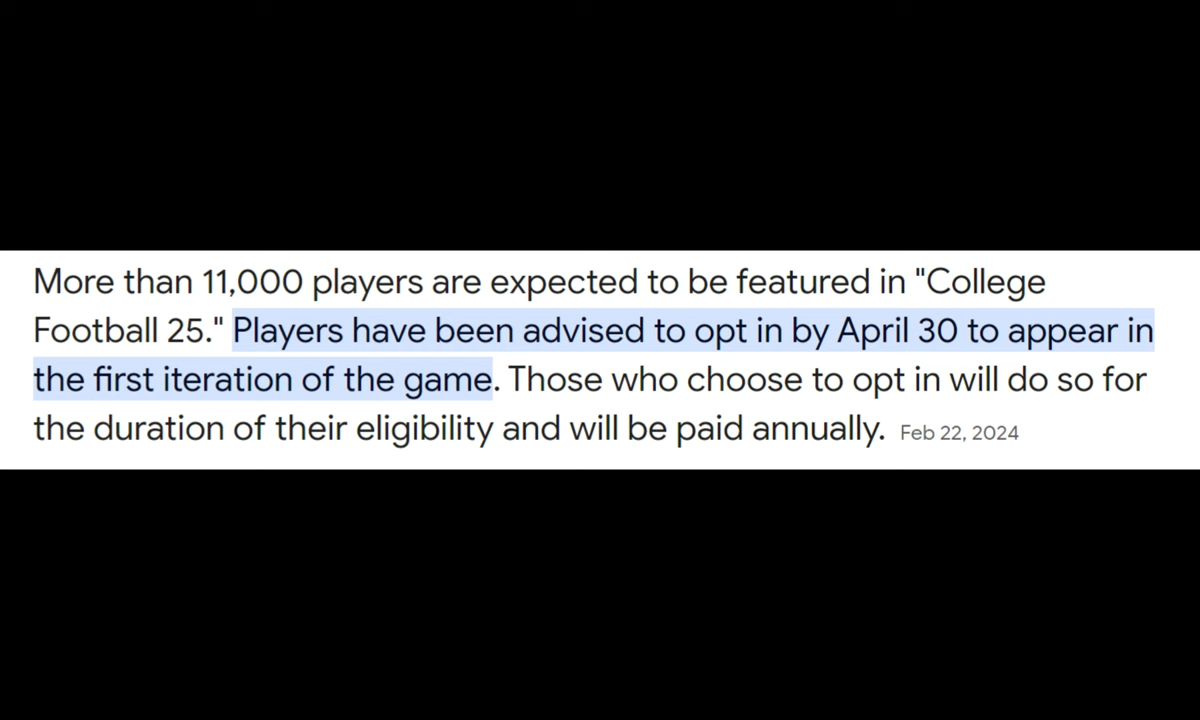 More than 11,000 players are expected to be featured in "College
Football 25." Players have been advised to opt in by April 30 to appear in
the first iteration of the game. Those who choose to opt in will do so for
the duration of their eligibility and will be paid annually. Feb 22, 2024